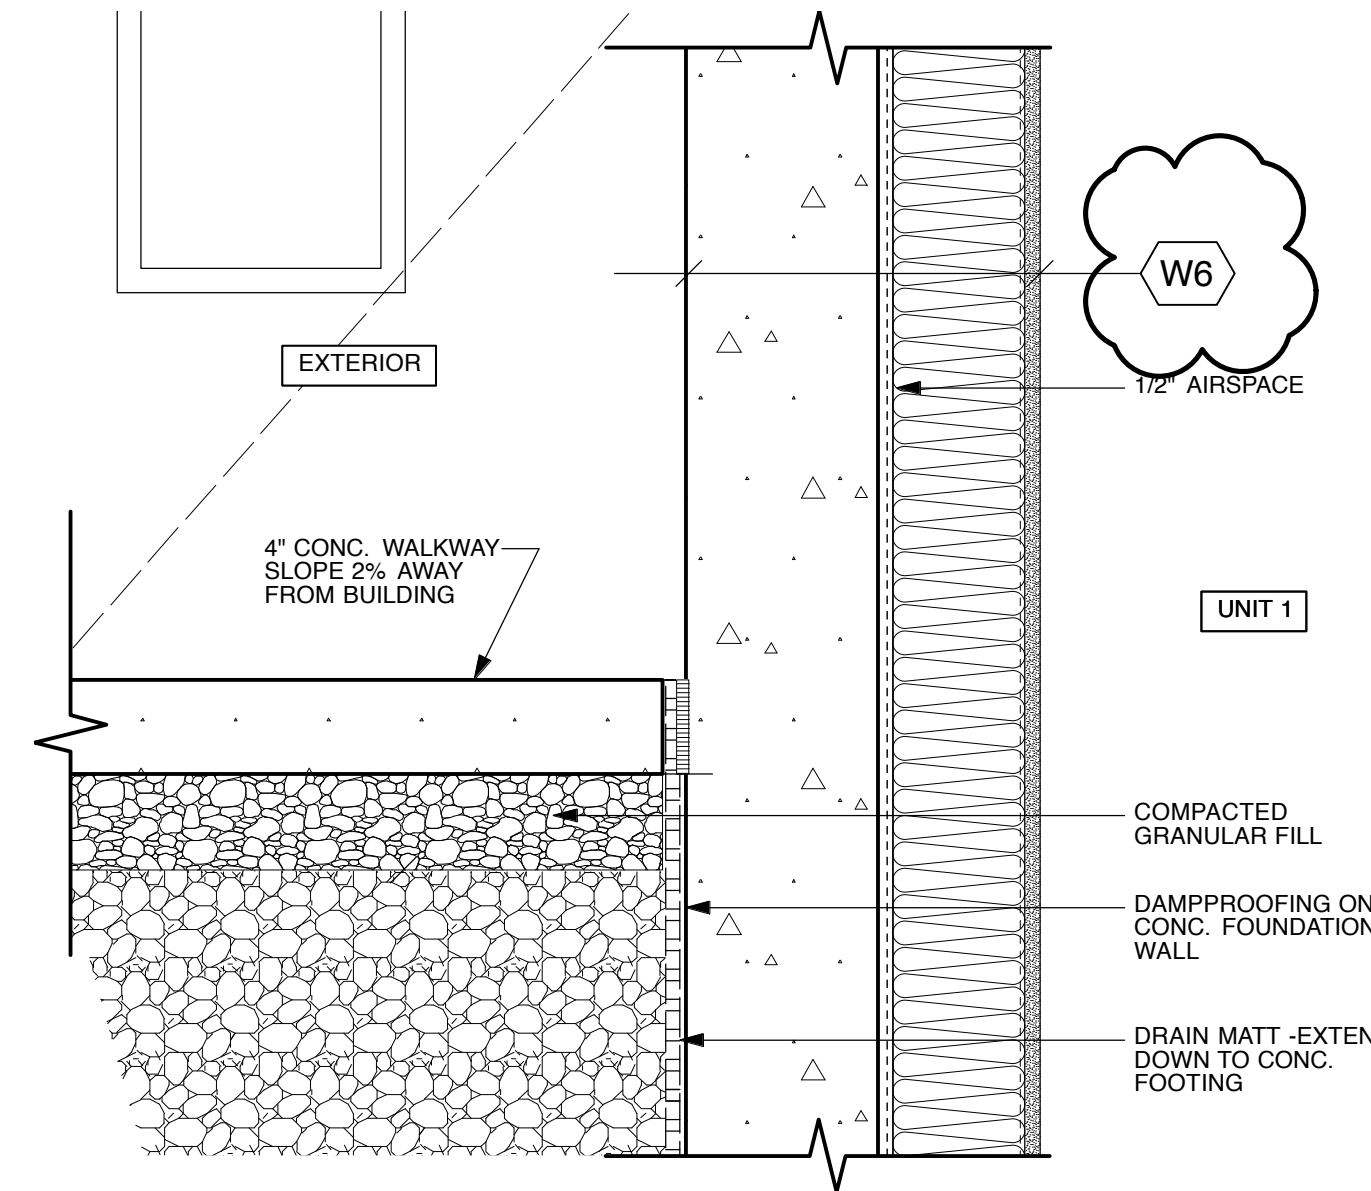 W6
EXTERIOR
1/2" AIRSPACE
4" CONC. WALKWAY
SLOPE 2% AWAY
FROM BUILDING
UNIT 1
COMPACTED
GRANULAR FILL
DAMPPROOFING ON
CONC. FOUNDATION
WALL
DRAIN MATT -EXTEN
DOWN TO CONC.
FOOTING